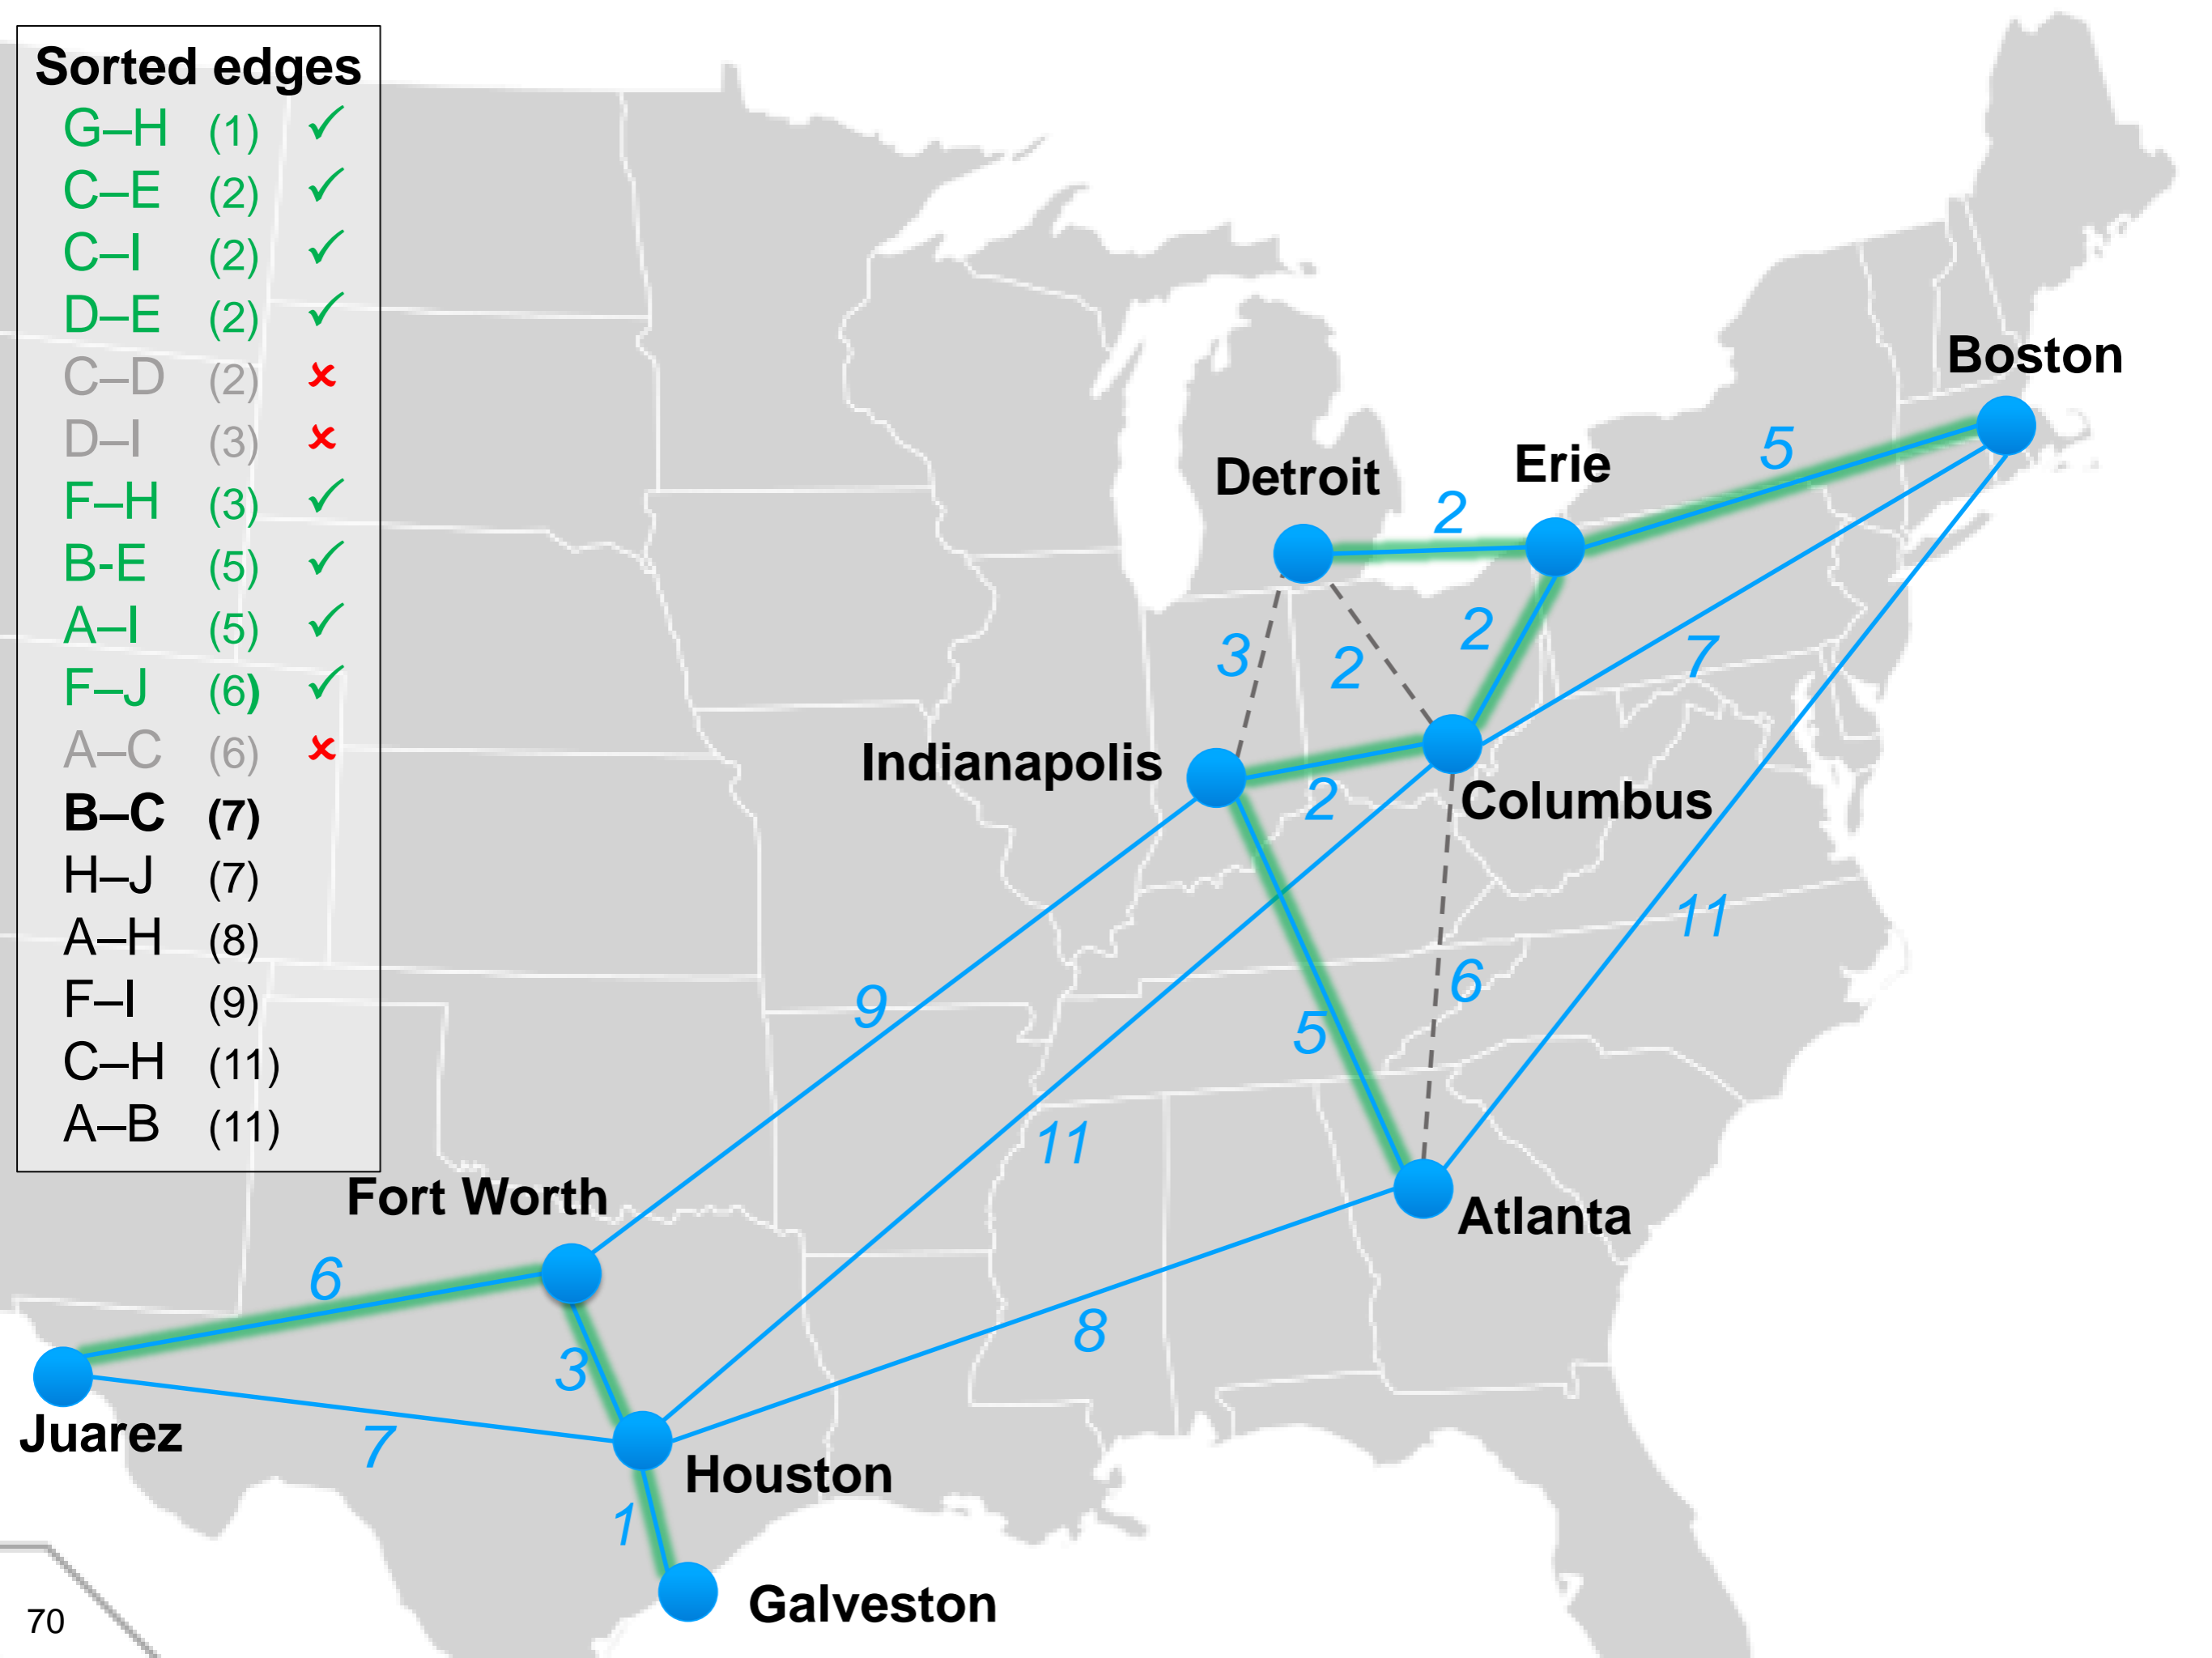 Sorted edges
G–H (1) ✓
C–E (2) ✓
C–I (2) ✓
D–E (2) ✓
C–D (2) ✘
D–I (3) ✘
F–H (3) ✓
B-E (5) ✓
A–I (5) ✓
F–J (6) ✓
A–C (6) ✘
B–C (7)
H–J (7)
A–H (8)
F–I (9)
C–H (11)
A–B (11)
Boston
5
Erie
Detroit
2
2
3
2
7
Indianapolis
2
Columbus
11
6
9
5
11
Fort Worth
Atlanta
6
8
3
Juarez
7
Houston
1
Galveston
70